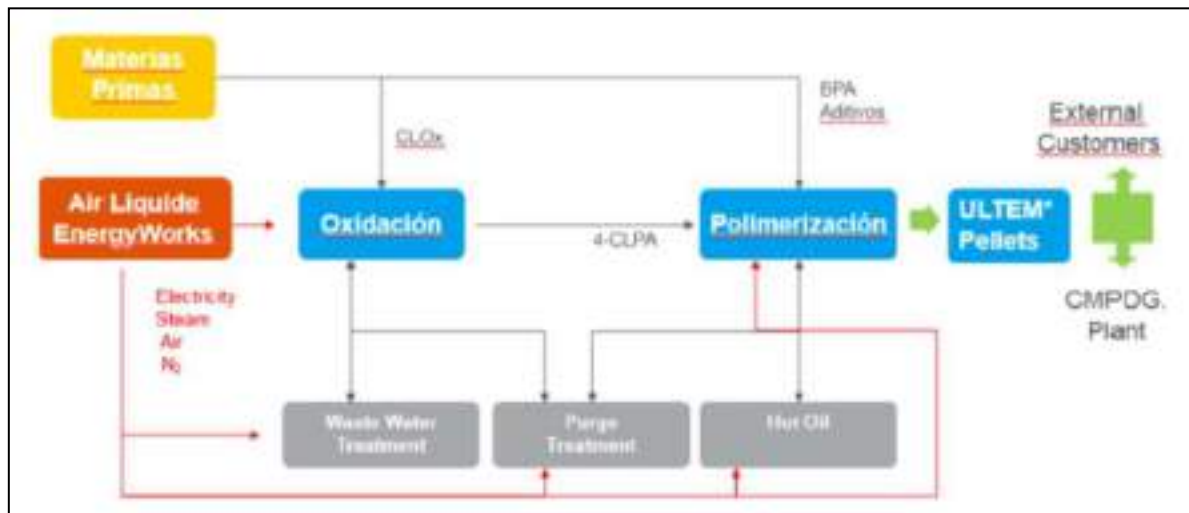 Materias
Primas
CLOx
BPA
Aditivos
External
Customers
Air Liquide
EnergyWorks
Oxidación
4-CLPA
Polimerización
ULTEM*
Pellets
CMPDG.
Plant
Electricity
Steam
Air
N₂
Waste Water
Treatment
Purge
Treatment
Hot Oil